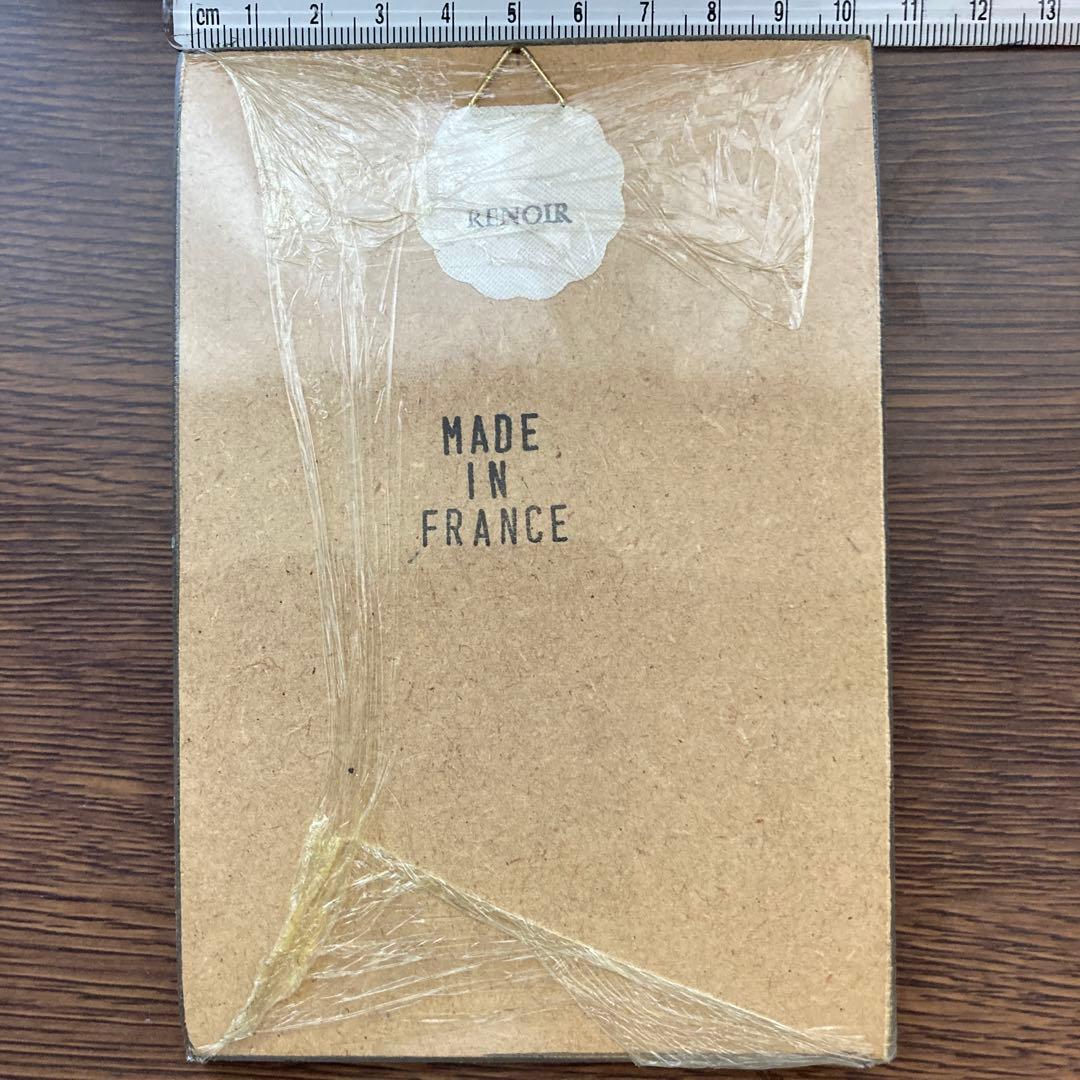 cm 1 2 3 4 5 6 7 8 9 10 11 12 13
RENOIR
MADE
IN
FRANCE